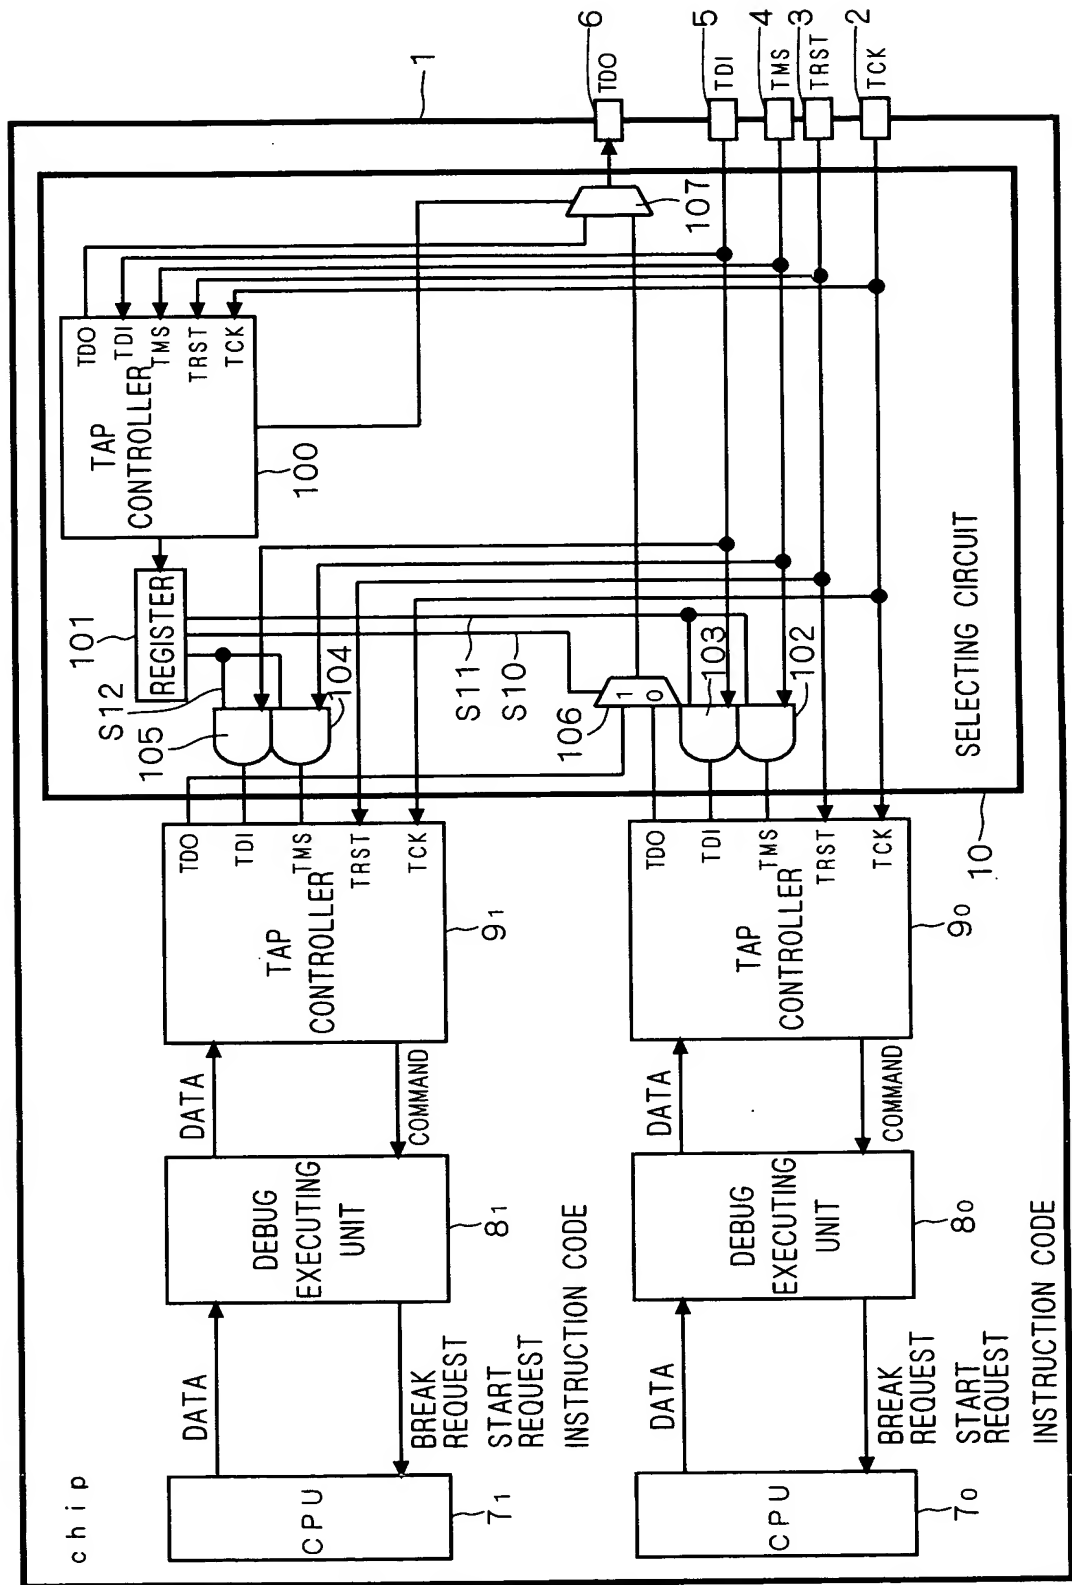 chip
CPU
7₁
DATA
BREAK
REQUEST
START
REQUEST
INSTRUCTION CODE
DEBUG
EXECUTING
UNIT
8₁
DATA
COMMAND
TAP
CONTROLLER
9₁
TDO
TDI
TMS
TRST
TCK
105
104
S12
101
REGISTER
S11
S10
TAP
CONTROLLER
100
TDO
TDI
TMS
TRST
TCK
CPU
7₀
DATA
BREAK
REQUEST
START
REQUEST
INSTRUCTION CODE
DEBUG
EXECUTING
UNIT
8₀
DATA
COMMAND
TAP
CONTROLLER
9₀
TDO
TDI
TMS
TRST
TCK
106
1
0
103
102
107
SELECTING CIRCUIT
10
1
6
TDO
5
TDI
4
TMS
3
TRST
2
TCK